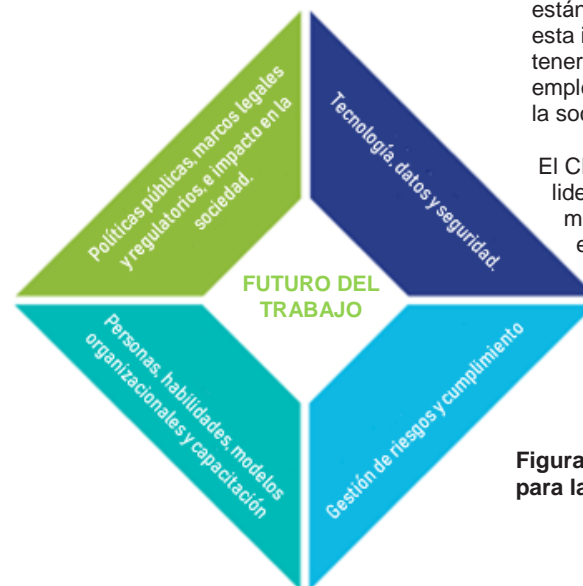 están
esta i
tener
emple
la soc
El CI
lide
m
e
Políticas públicas, marcos legales
y regulatorios, e impacto en la
sociedad.
Tecnología, datos y seguridad.
FUTURO DEL
TRABAJO
Personas, habilidades, modelos
organizacionales y capacitación
Gestión de riesgos y cumplimiento
Figura
para la